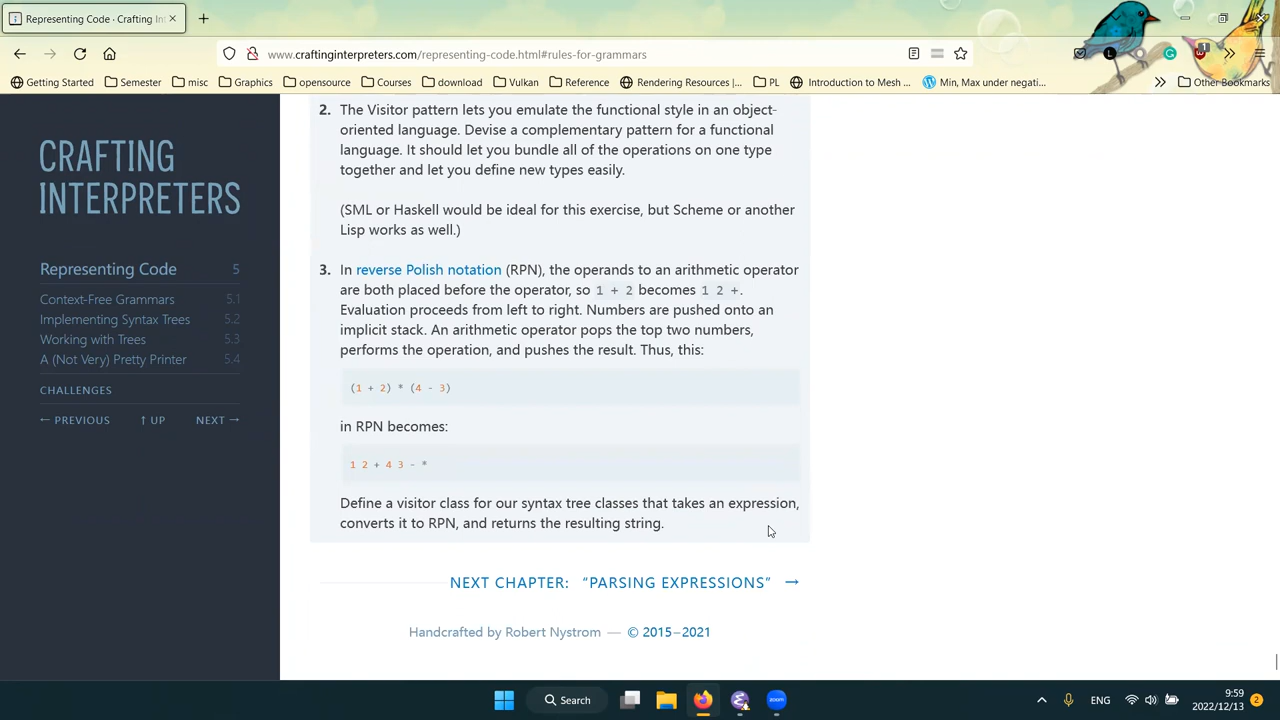 Representing Code · Crafting In
www.craftinginterpreters.com/representing-code.html#rules-for-grammars
1
Getting Started
Semester
misc
Graphics
opensource
Courses
download
Vulkan
Reference
Rendering Resources |...
PL
Introduction to Mesh ...
Min, Max under negati...
Other Bookmarks
CRAFTING
INTERPRETERS
Representing Code 5
Context-Free Grammars 5.1
Implementing Syntax Trees 5.2
Working with Trees 5.3
A (Not Very) Pretty Printer 5.4
CHALLENGES
← PREVIOUS ↑ UP NEXT →
2. The Visitor pattern lets you emulate the functional style in an object-
oriented language. Devise a complementary pattern for a functional
language. It should let you bundle all of the operations on one type
together and let you define new types easily.
(SML or Haskell would be ideal for this exercise, but Scheme or another
Lisp works as well.)
3. In reverse Polish notation (RPN), the operands to an arithmetic operator
are both placed before the operator, so 1 + 2 becomes 1 2 +.
Evaluation proceeds from left to right. Numbers are pushed onto an
implicit stack. An arithmetic operator pops the top two numbers,
performs the operation, and pushes the result. Thus, this:
(1 + 2) * (4 - 3)
in RPN becomes:
1 2 + 4 3 - *
Define a visitor class for our syntax tree classes that takes an expression,
converts it to RPN, and returns the resulting string.
NEXT CHAPTER: “PARSING EXPRESSIONS” →
Handcrafted by Robert Nystrom — © 2015–2021
Search
zoom
ENG
9:59
2022/12/13
2